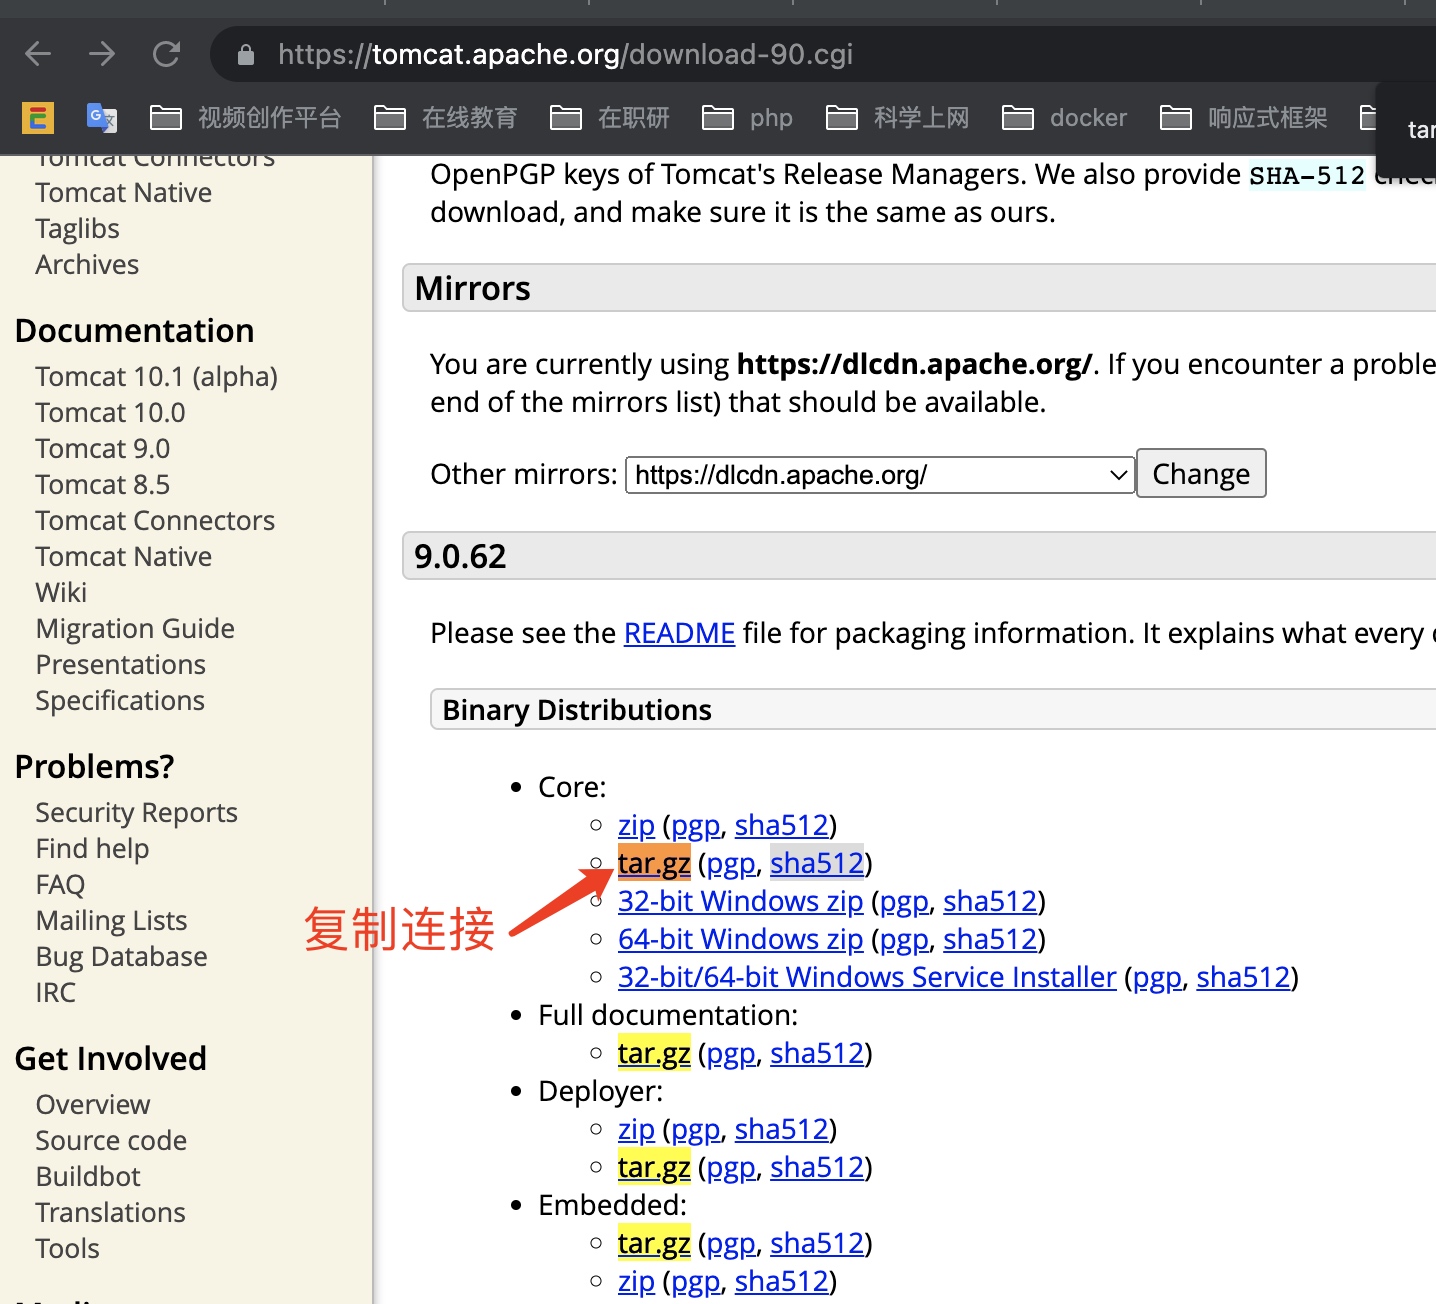 https://tomcat.apache.org/download-90.cgi
视频创作平台 在线教育 在职研 php 科学上网 docker 响应式框架
tar
Tomcat Connectors
Tomcat Native
Taglibs
Archives
Documentation
Tomcat 10.1 (alpha)
Tomcat 10.0
Tomcat 9.0
Tomcat 8.5
Tomcat Connectors
Tomcat Native
Wiki
Migration Guide
Presentations
Specifications
Problems?
Security Reports
Find help
FAQ
Mailing Lists
Bug Database
IRC
Get Involved
Overview
Source code
Buildbot
Translations
Tools
OpenPGP keys of Tomcat's Release Managers. We also provide SHA-512
download, and make sure it is the same as ours.
Mirrors
You are currently using https://dlcdn.apache.org/. If you encounter a proble
end of the mirrors list) that should be available.
Other mirrors: https://dlcdn.apache.org/ Change
9.0.62
Please see the README file for packaging information. It explains what every
Binary Distributions
• Core:
○ zip (pgp, sha512)
○ tar.gz (pgp, sha512)
复制连接
○ 32-bit Windows zip (pgp, sha512)
○ 64-bit Windows zip (pgp, sha512)
○ 32-bit/64-bit Windows Service Installer (pgp, sha512)
• Full documentation:
○ tar.gz (pgp, sha512)
• Deployer:
○ zip (pgp, sha512)
○ tar.gz (pgp, sha512)
• Embedded:
○ tar.gz (pgp, sha512)
○ zip (pgp, sha512)